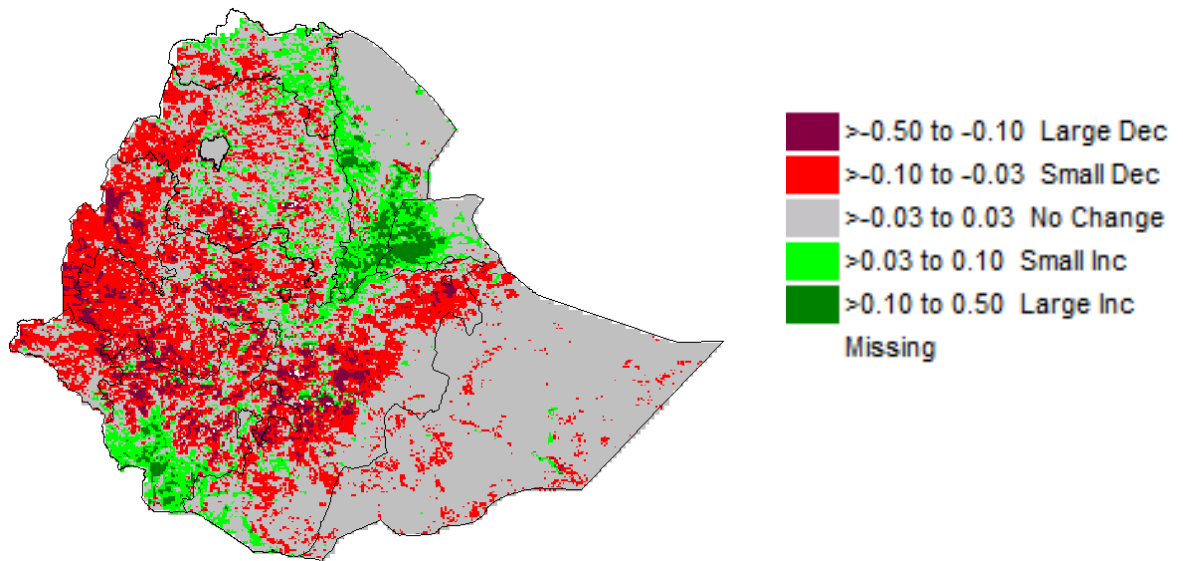 >-0.50 to -0.10 Large Dec
>-0.10 to -0.03 Small Dec
>-0.03 to 0.03 No Change
>0.03 to 0.10 Small Inc
>0.10 to 0.50 Large Inc
Missing